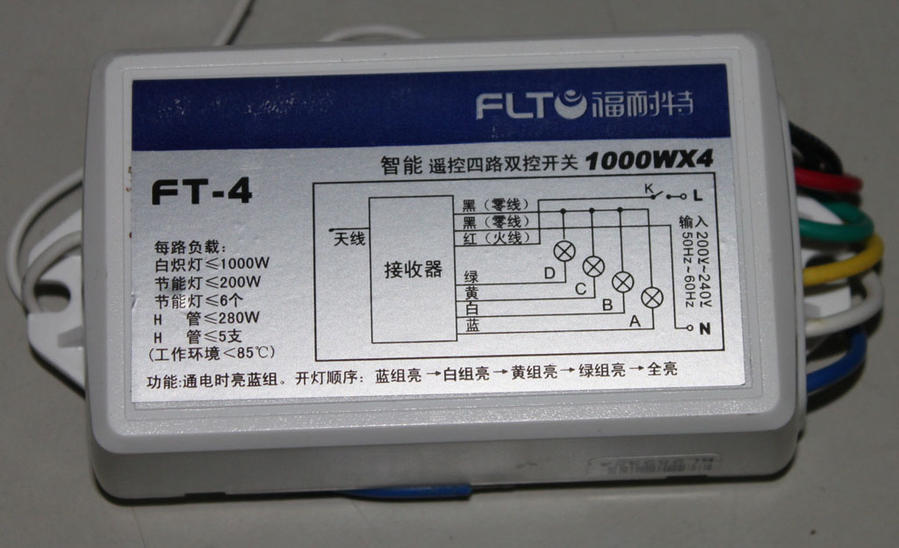 FLTO福耐特
智能 遥控四路双控开关 1000WX4
FT-4
每路负载:
白炽灯≤1000W
节能灯≤200W
节能灯≤6个
H 管≤280W
H 管≤5支
(工作环境<85℃)
天线
接收器
黑(零线)
黑(零线)
红(火线)
绿
黄
白
蓝
K
L
D
C
B
A
N
输入200V~240V
50Hz~60Hz
功能:通电时亮蓝组。开灯顺序: 蓝组亮→白组亮→黄组亮→绿组亮→全亮